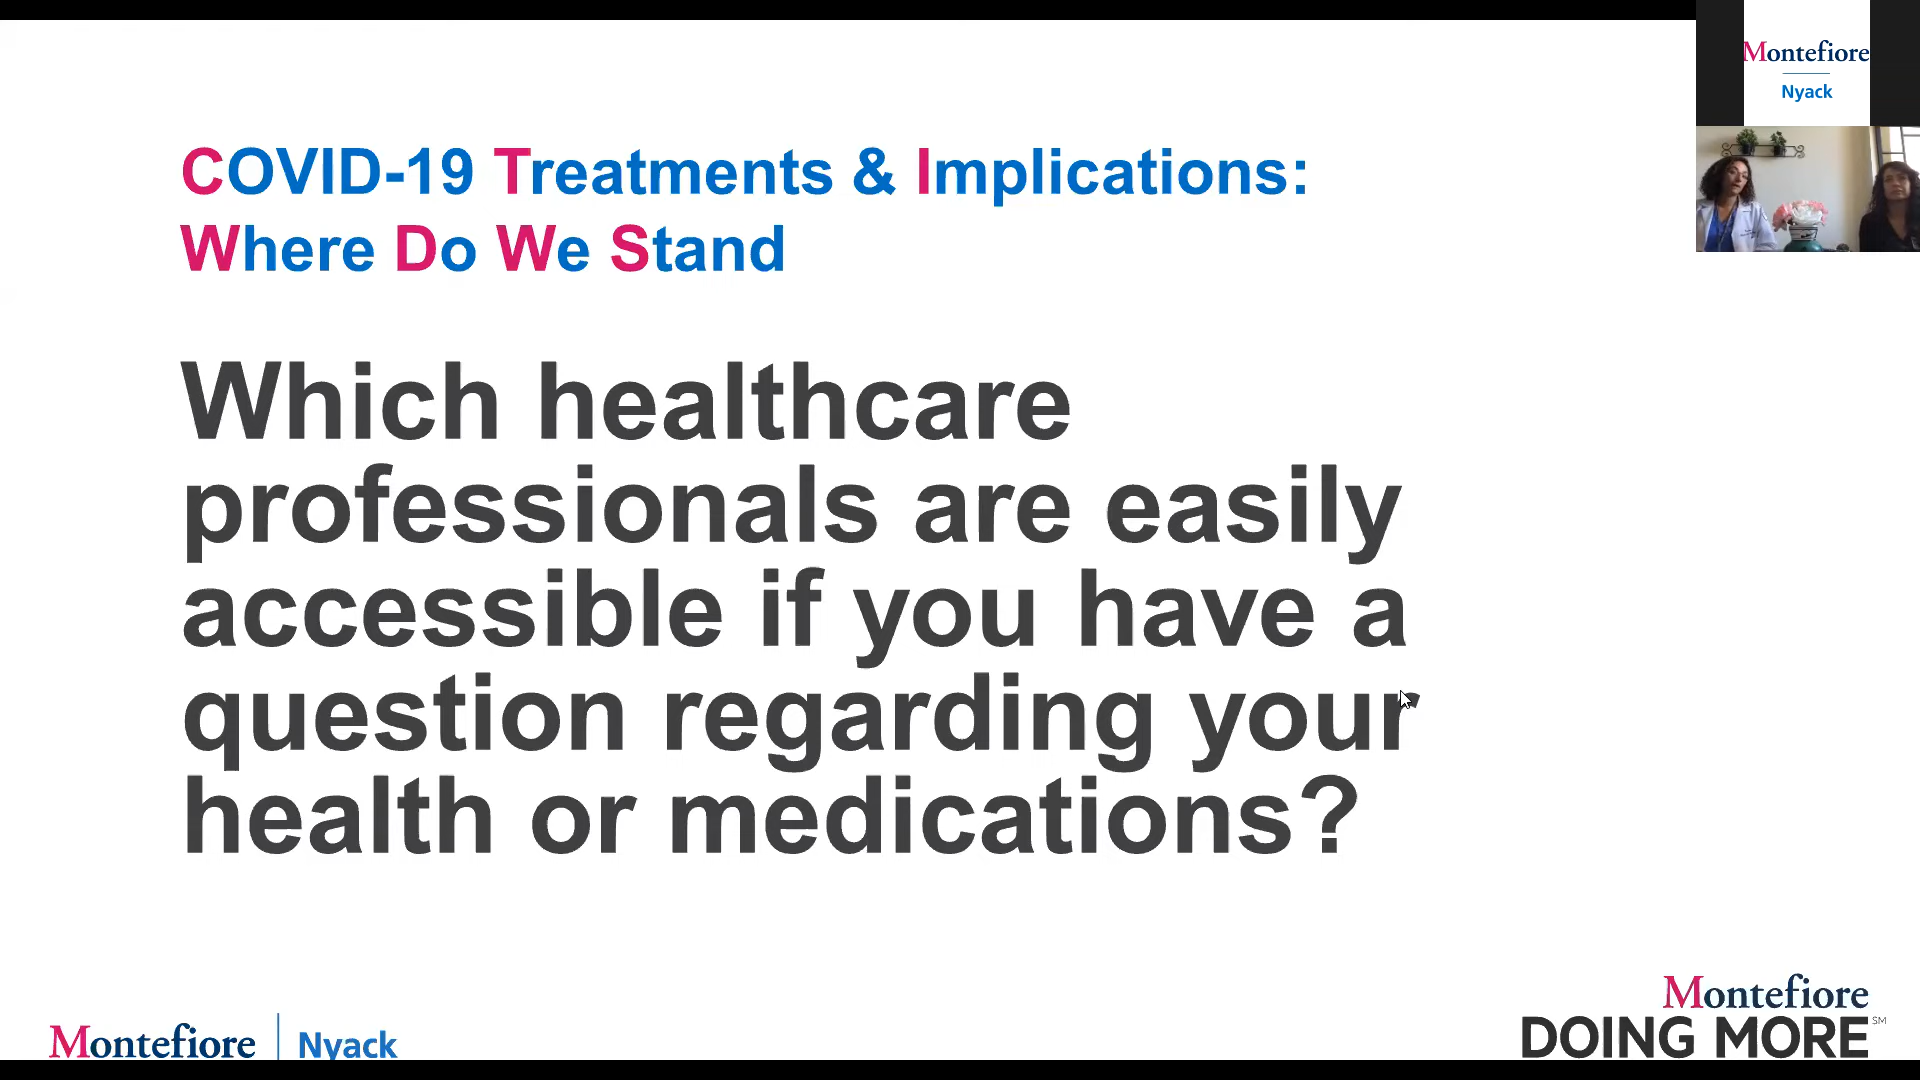 Montefiore
Nyack
COVID-19 Treatments & Implications:
Where Do We Stand
Which healthcare
professionals are easily
accessible if you have a
question regarding your
health or medications?
Montefiore
DOING MORE℠
Montefiore | Nyack